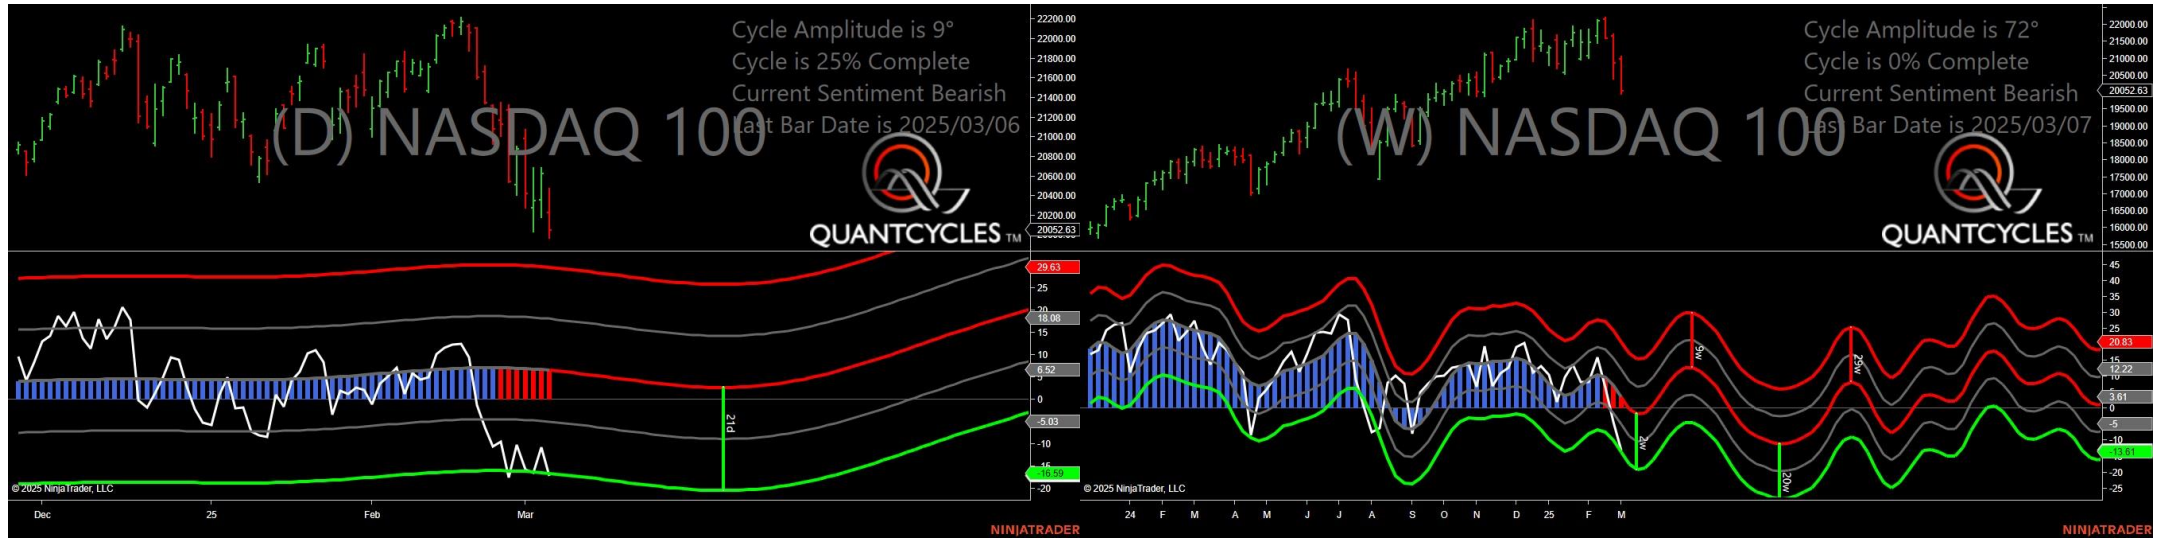 Cycle Amplitude is 9°
Cycle is 25% Complete
Current Sentiment Bearish
Last Bar Date is 2025/03/06
(D) NASDAQ 100
QUANTCYCLES TM
22200.00
22000.00
21800.00
21600.00
21400.00
21200.00
21000.00
20800.00
20600.00
20400.00
20200.00
20052.63
29.63
25
20
18.08
15
10
6.52
5
0
-5.03
-10
-15
-16.59
-20
21d
© 2025 NinjaTrader, LLC
Dec 25 Feb Mar
NINJATRADER
Cycle Amplitude is 72°
Cycle is 0% Complete
Current Sentiment Bearish
Last Bar Date is 2025/03/07
(W) NASDAQ 100
QUANTCYCLES TM
22000.00
21500.00
21000.00
20500.00
20052.63
19500.00
19000.00
18500.00
18000.00
17500.00
17000.00
16500.00
16000.00
15500.00
45
40
35
30
25
20.83
15
12.22
10
3.61
0
-5
-10
-13.61
-20
-25
9w
29w
2w
20w
© 2025 NinjaTrader, LLC
24 F M A M J J A S O N D 25 F M
NINJATRADER